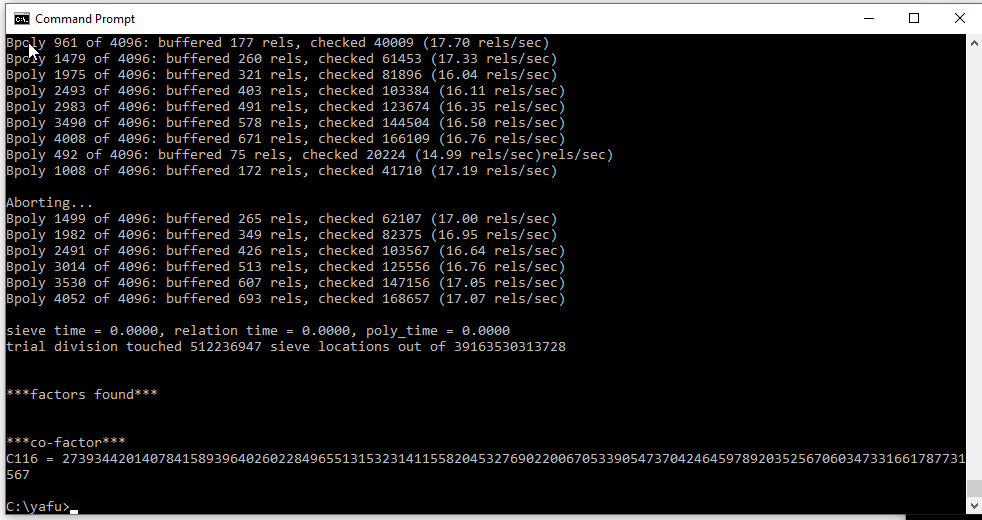 Command Prompt
Bpoly 961 of 4096: buffered 177 rels, checked 40009 (17.70 rels/sec)
Bpoly 1479 of 4096: buffered 260 rels, checked 61453 (17.33 rels/sec)
Bpoly 1975 of 4096: buffered 321 rels, checked 81896 (16.04 rels/sec)
Bpoly 2493 of 4096: buffered 403 rels, checked 103384 (16.11 rels/sec)
Bpoly 2983 of 4096: buffered 491 rels, checked 123674 (16.35 rels/sec)
Bpoly 3490 of 4096: buffered 578 rels, checked 144504 (16.50 rels/sec)
Bpoly 4008 of 4096: buffered 671 rels, checked 166109 (16.76 rels/sec)
Bpoly 492 of 4096: buffered 75 rels, checked 20224 (14.99 rels/sec)rels/sec)
Bpoly 1008 of 4096: buffered 172 rels, checked 41710 (17.19 rels/sec)
Aborting...
Bpoly 1499 of 4096: buffered 265 rels, checked 62107 (17.00 rels/sec)
Bpoly 1982 of 4096: buffered 349 rels, checked 82375 (16.95 rels/sec)
Bpoly 2491 of 4096: buffered 426 rels, checked 103567 (16.64 rels/sec)
Bpoly 3014 of 4096: buffered 513 rels, checked 125556 (16.76 rels/sec)
Bpoly 3530 of 4096: buffered 607 rels, checked 147156 (17.05 rels/sec)
Bpoly 4052 of 4096: buffered 693 rels, checked 168657 (17.07 rels/sec)
sieve time = 0.0000, relation time = 0.0000, poly_time = 0.0000
trial division touched 512236947 sieve locations out of 39163530313728
***factors found***
***co-factor***
C116 = 27393442014078415893964026022849655131532314115582045327690220067053390547370424645978920352567060347331661787731
567
C:\yafu>